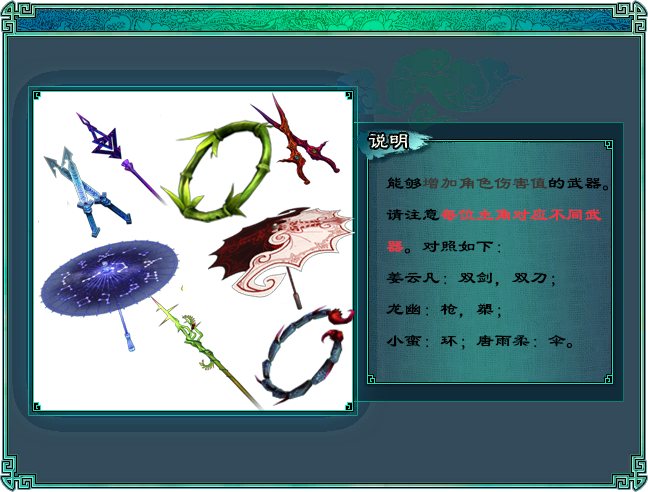 说明
能够增加角色伤害值的武器。
请注意每位主角对应不同武
器。对照如下：
姜云凡：双剑，双刀；
龙幽：枪，槊；
小蛮：环；唐雨柔：伞。